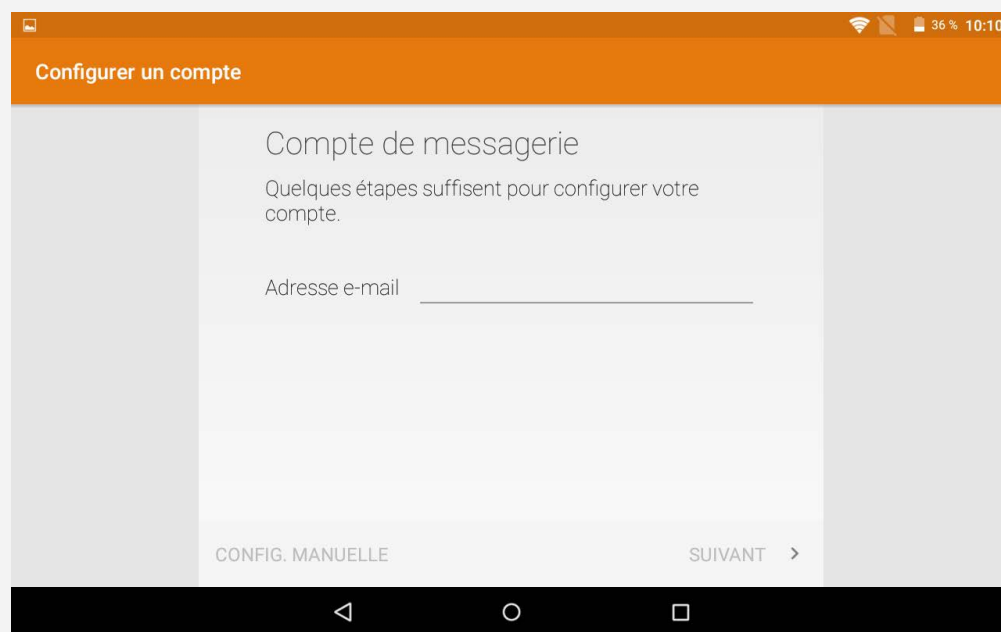 36 % 10:10
Configurer un compte
Compte de messagerie
Quelques étapes suffisent pour configurer votre
compte.
Adresse e-mail
CONFIG. MANUELLE SUIVANT